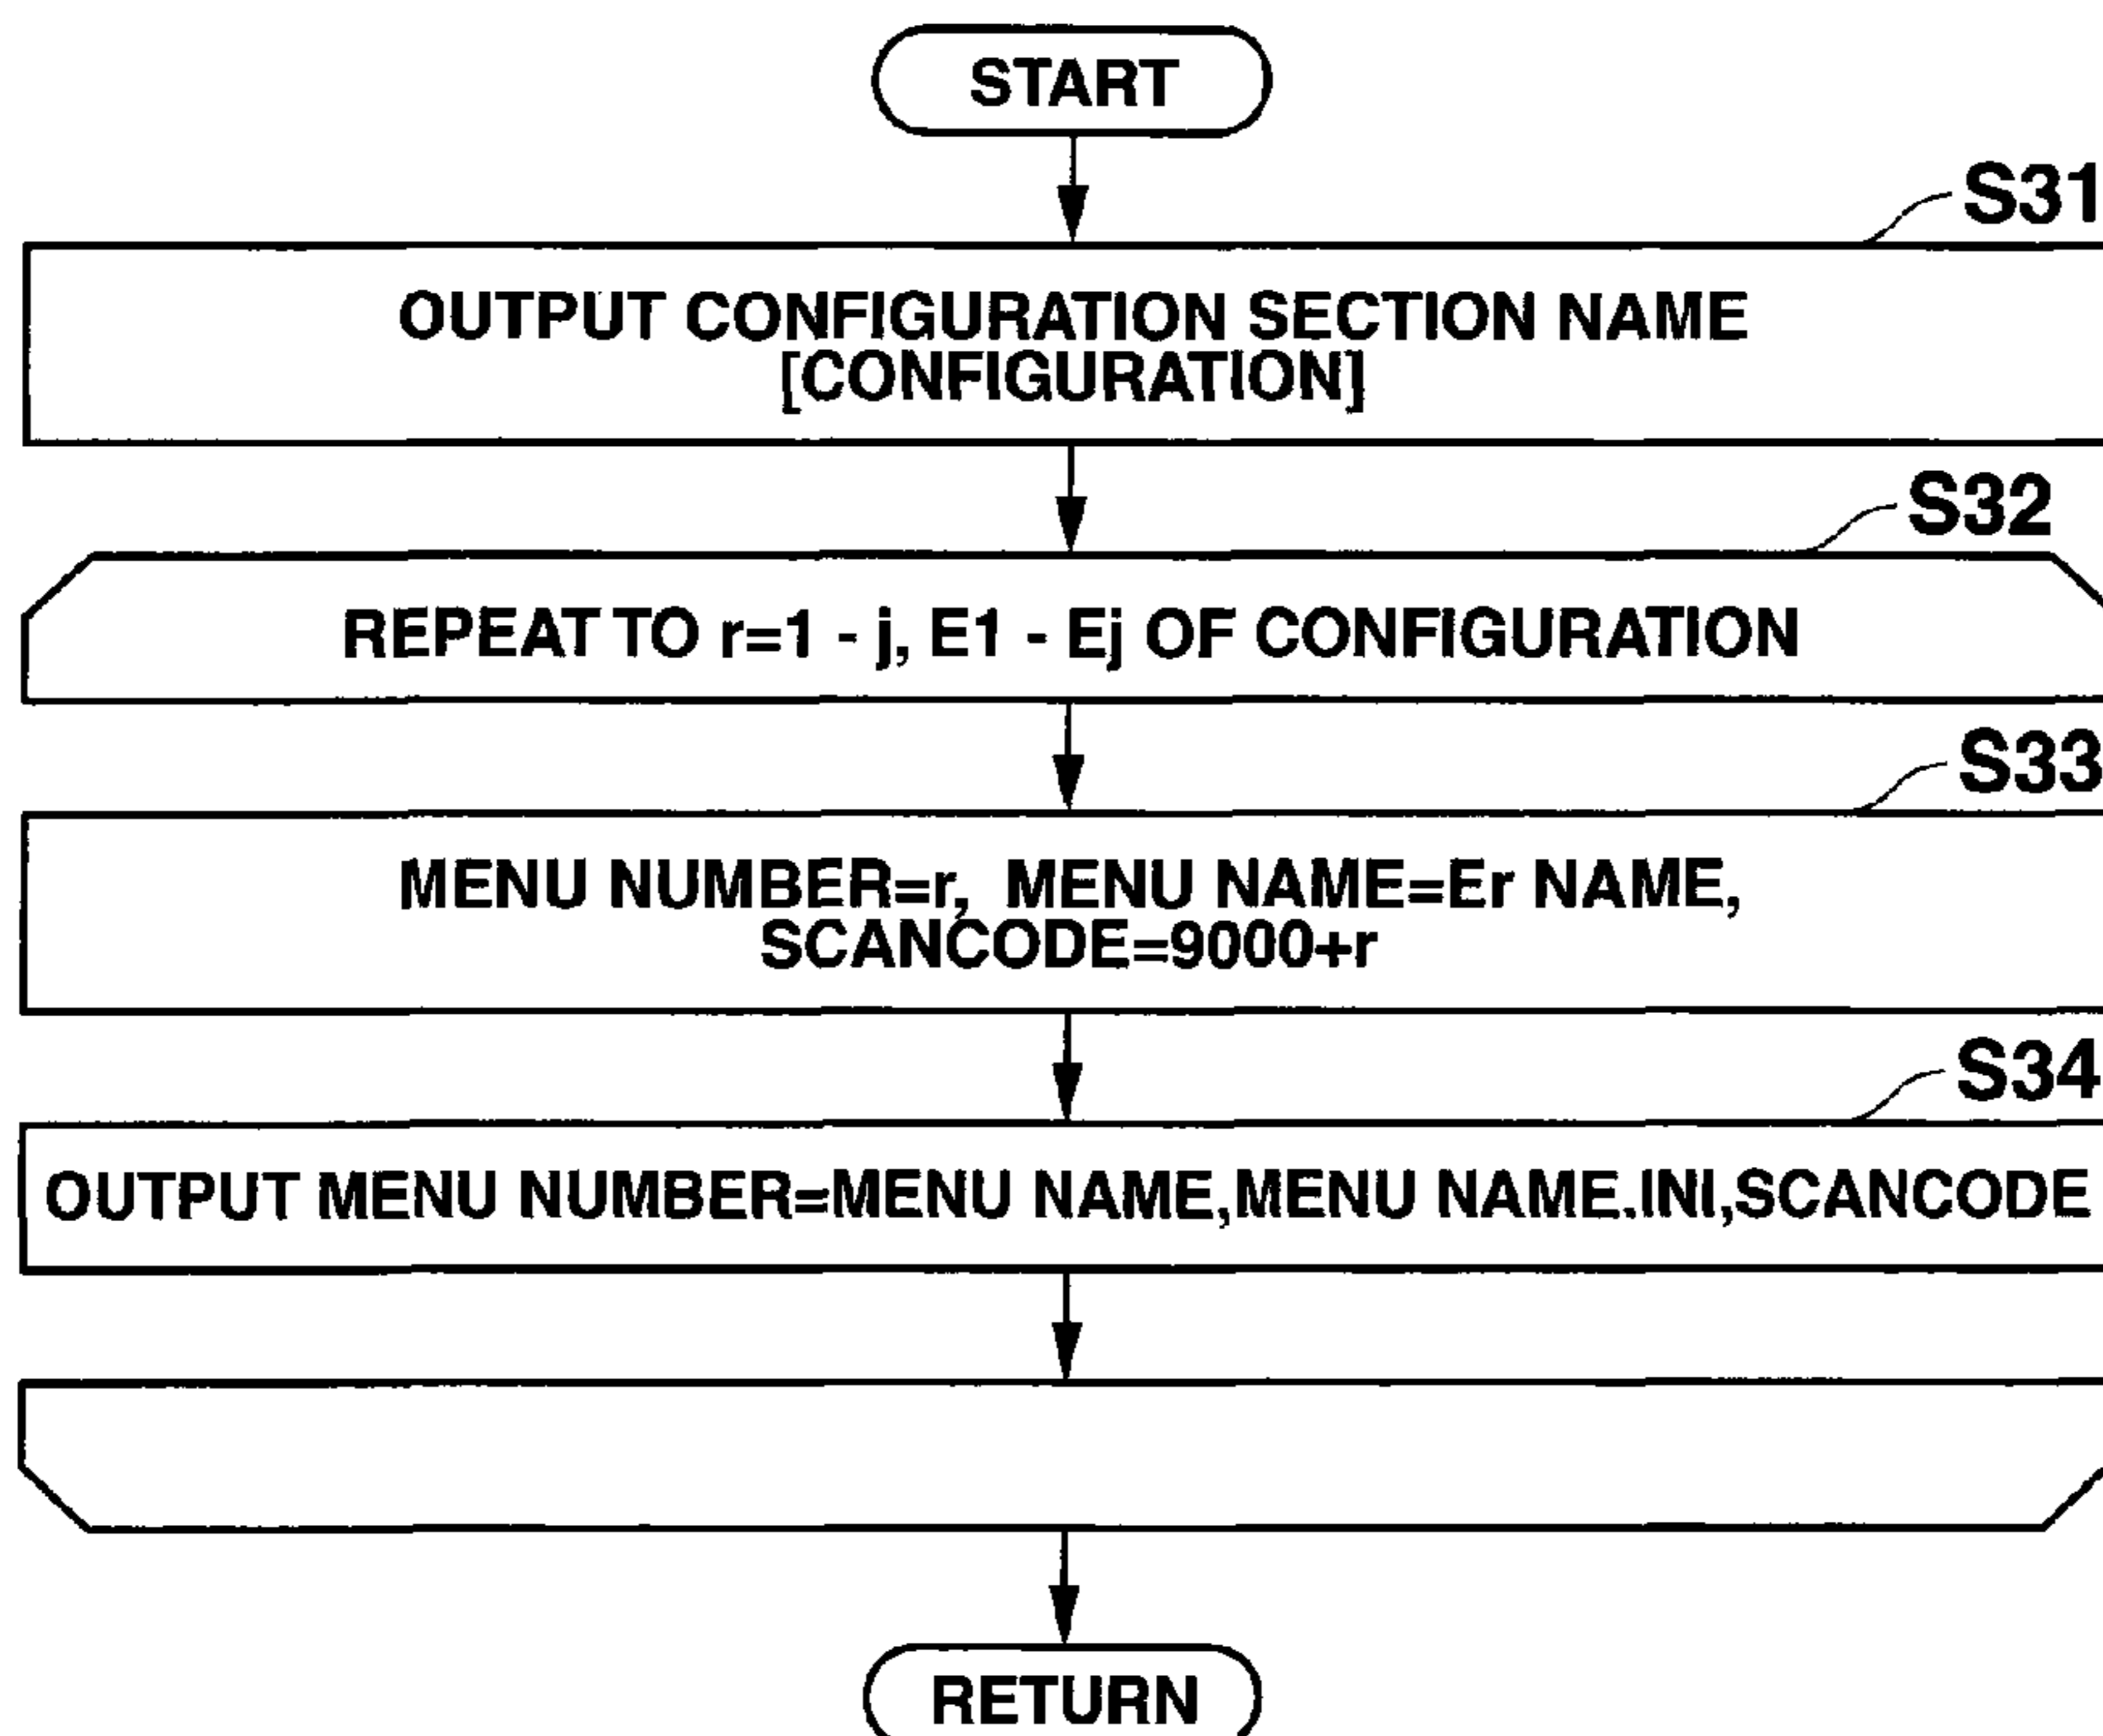 START
S31
OUTPUT CONFIGURATION SECTION NAME
[CONFIGURATION]
S32
REPEAT TO r=1 - j, E1 - Ej OF CONFIGURATION
S33
MENU NUMBER=r, MENU NAME=Er NAME,
SCANCODE=9000+r
S34
OUTPUT MENU NUMBER=MENU NAME,MENU NAME.INI,SCANCODE
RETURN